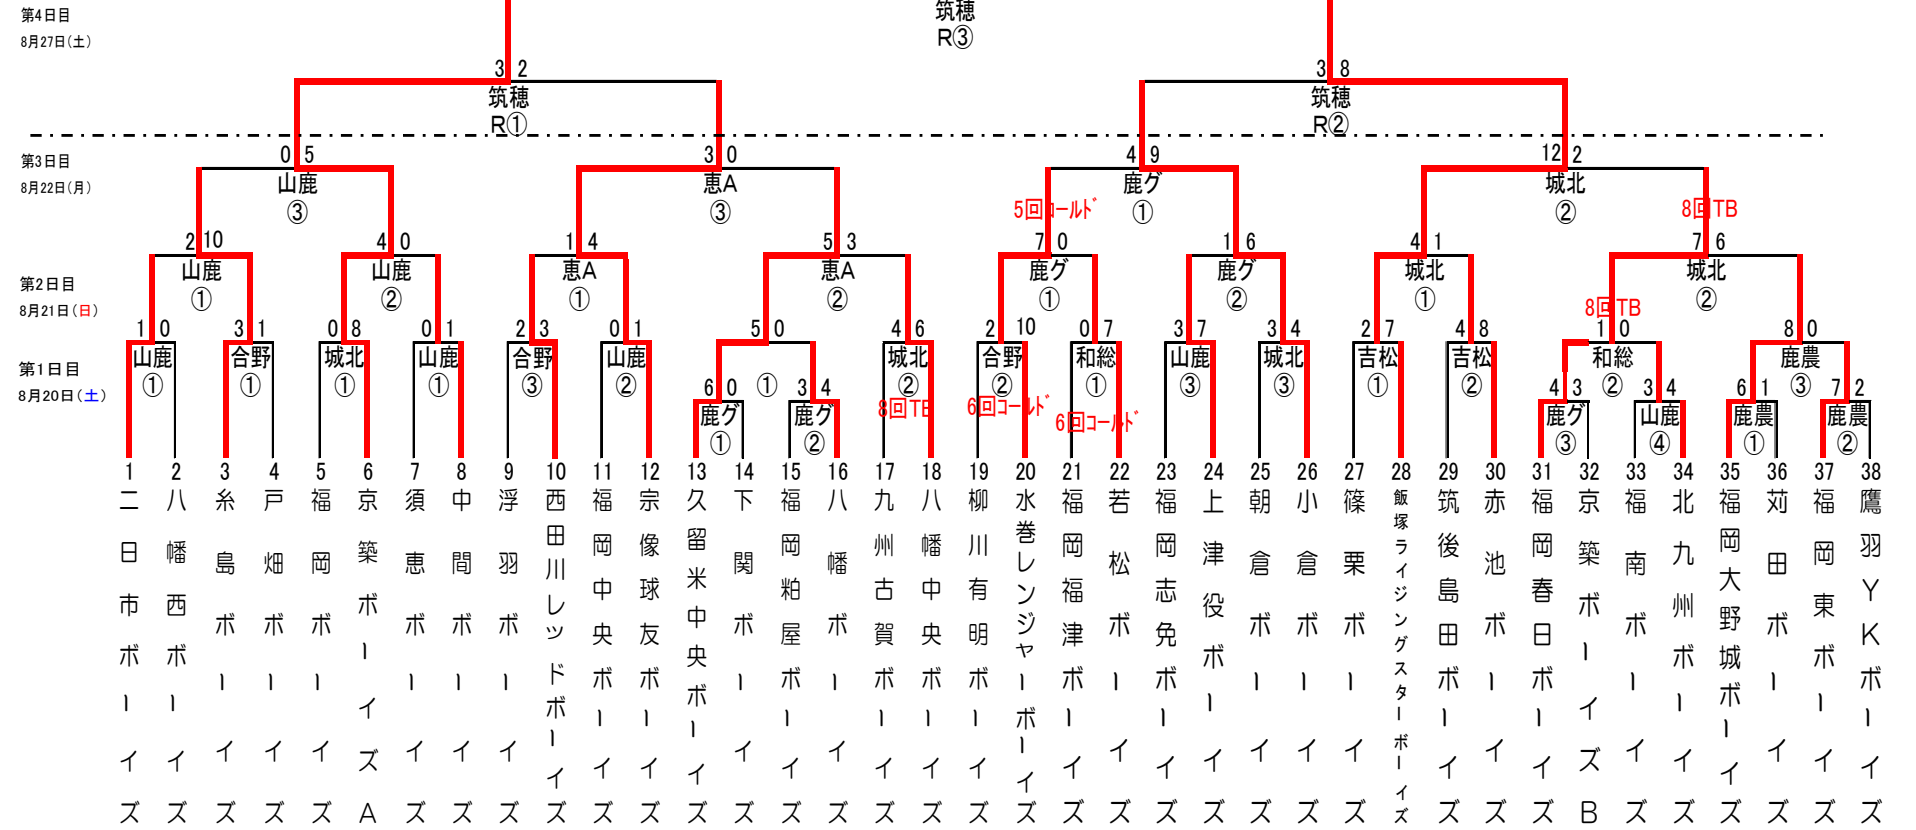 第4日目
8月27日(土)
筑穂
R③
3 2
筑穂
R①
3 8
筑穂
R②
第3日目
8月22日(月)
0 5
山鹿
③
3 0
恵A
③
4 9
鹿グ
①
12 2
城北
②
5回コールド
8回TB
第2日目
8月21日(日)
2 10
山鹿
①
4 0
山鹿
②
1 4
恵A
①
5 3
恵A
②
7 0
鹿グ
①
1 6
鹿グ
②
4 1
城北
①
7 6
城北
②
8回TB
第1日目
8月20日(土)
1 0
山鹿
①
3 1
合野
①
0 8
城北
①
0 1
山鹿
①
2 3
合野
③
0 1
山鹿
②
5 0
①
4 6
城北
②
8回TB
2 10
合野
②
6回コールド
0 7
和総
①
6回コールド
3 7
山鹿
③
3 4
城北
③
2 7
吉松
①
4 8
吉松
②
1 0
和総
②
8 0
鹿農
③
6 0
鹿グ
①
3 4
鹿グ
②
4 3
鹿グ
③
3 4
山鹿
④
6 1
鹿農
①
7 2
鹿農
②
1 二日市ボーイズ
2 八幡西ボーイズ
3 糸島ボーイズ
4 戸畑ボーイズ
5 福岡ボーイズ
6 京築ボーイズA
7 須恵ボーイズ
8 中間ボーイズ
9 浮羽ボーイズ
10 西田川レッドボーイズ
11 福岡中央ボーイズ
12 宗像球友ボーイズ
13 久留米中央ボーイズ
14 下関ボーイズ
15 福岡粕屋ボーイズ
16 八幡ボーイズ
17 九州古賀ボーイズ
18 八幡中央ボーイズ
19 柳川有明ボーイズ
20 水巻レンジャーボーイズ
21 福岡福津ボーイズ
22 若松ボーイズ
23 福岡志免ボーイズ
24 上津役ボーイズ
25 朝倉ボーイズ
26 小倉ボーイズ
27 篠栗ボーイズ
28 飯塚ライジングスターボーイズ
29 筑後島田ボーイズ
30 赤池ボーイズ
31 福岡春日ボーイズ
32 京築ボーイズB
33 福南ボーイズ
34 北九州ボーイズ
35 福岡大野城ボーイズ
36 苅田ボーイズ
37 福岡東ボーイズ
38 鷹羽YKボーイズ